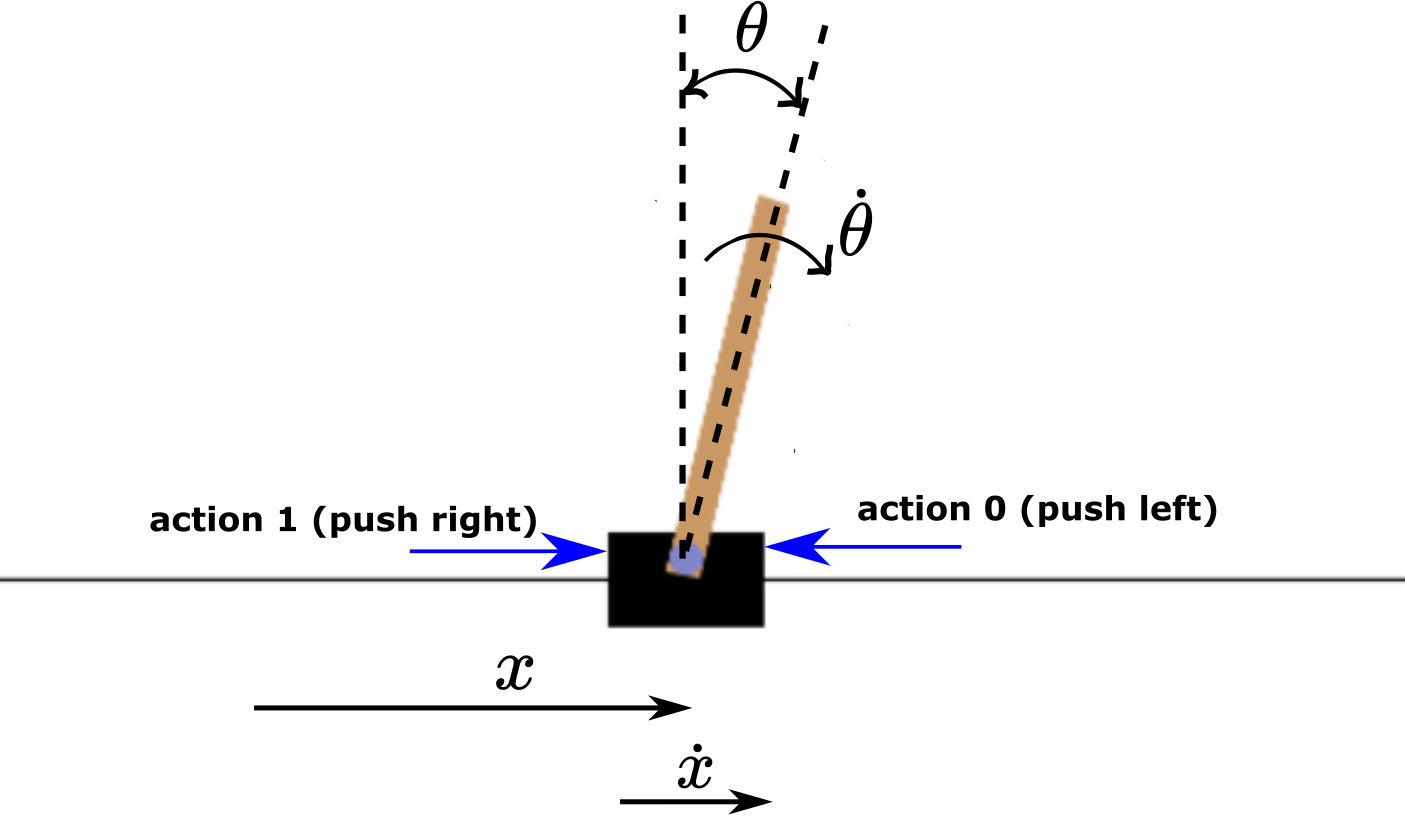 θ
θ̇
action 1 (push right)
action 0 (push left)
x
ẋ